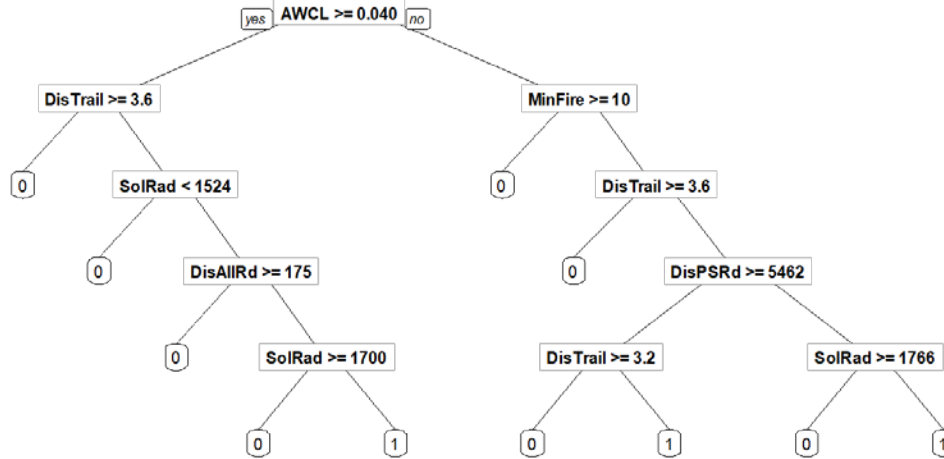 yes AWCL >= 0.040 no
DisTrail >= 3.6 MinFire >= 10
0 SolRad < 1524 0 DisTrail >= 3.6
0 DisAllRd >= 175 0 DisPSRd >= 5462
0 SolRad >= 1700 DisTrail >= 3.2 SolRad >= 1766
0 1 0 1 0 1